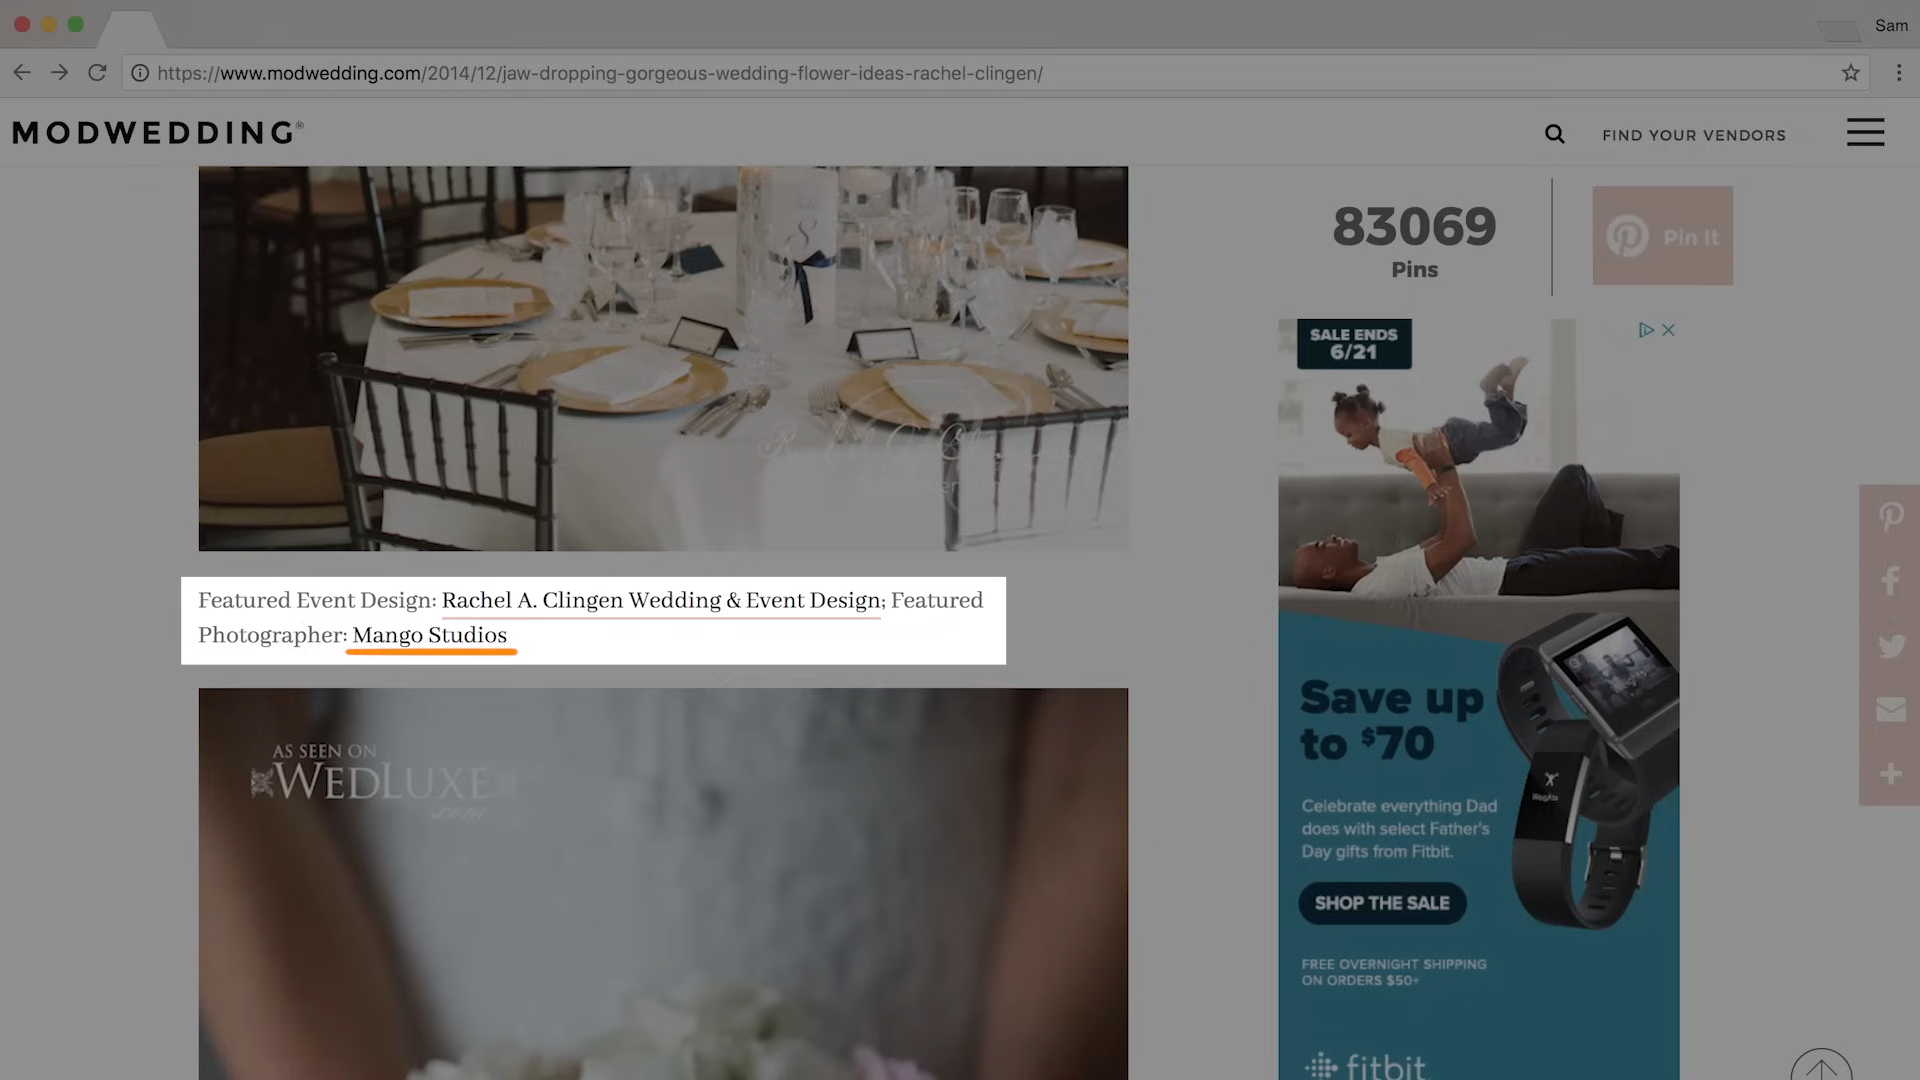 Sam
https://www.modwedding.com/2014/12/jaw-dropping-gorgeous-wedding-flower-ideas-rachel-clingen/
MODWEDDING®
FIND YOUR VENDORS
8
83069
Pins
Pin It
SALE ENDS
6/21
Featured Event Design: Rachel A. Clingen Wedding & Event Design; Featured
Photographer: Mango Studios
AS SEEN ON
WEDLUXE
.com
Save up
to $70
Celebrate everything Dad
does with select Father's
Day gifts from Fitbit.
SHOP THE SALE
FREE OVERNIGHT SHIPPING
ON ORDERS $50+
fitbit